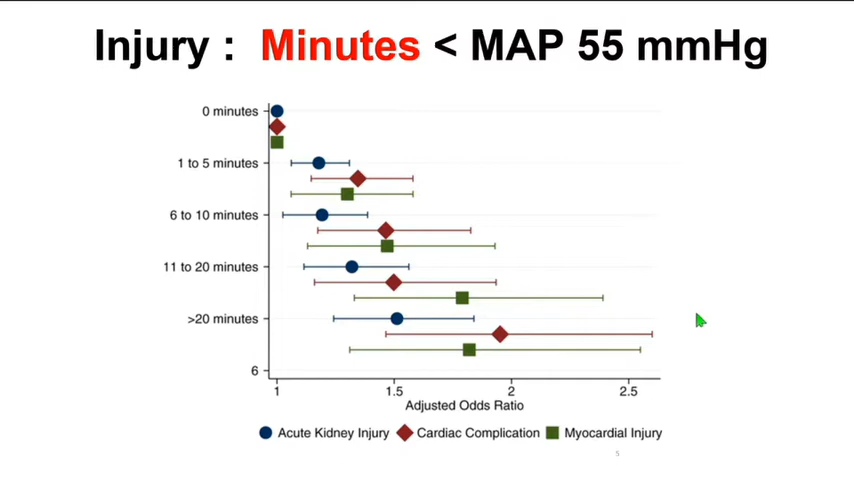 Injury : Minutes < MAP 55 mmHg
0 minutes
1 to 5 minutes
6 to 10 minutes
11 to 20 minutes
>20 minutes
6
1 1.5 2 2.5
Adjusted Odds Ratio
Acute Kidney Injury Cardiac Complication Myocardial Injury
5